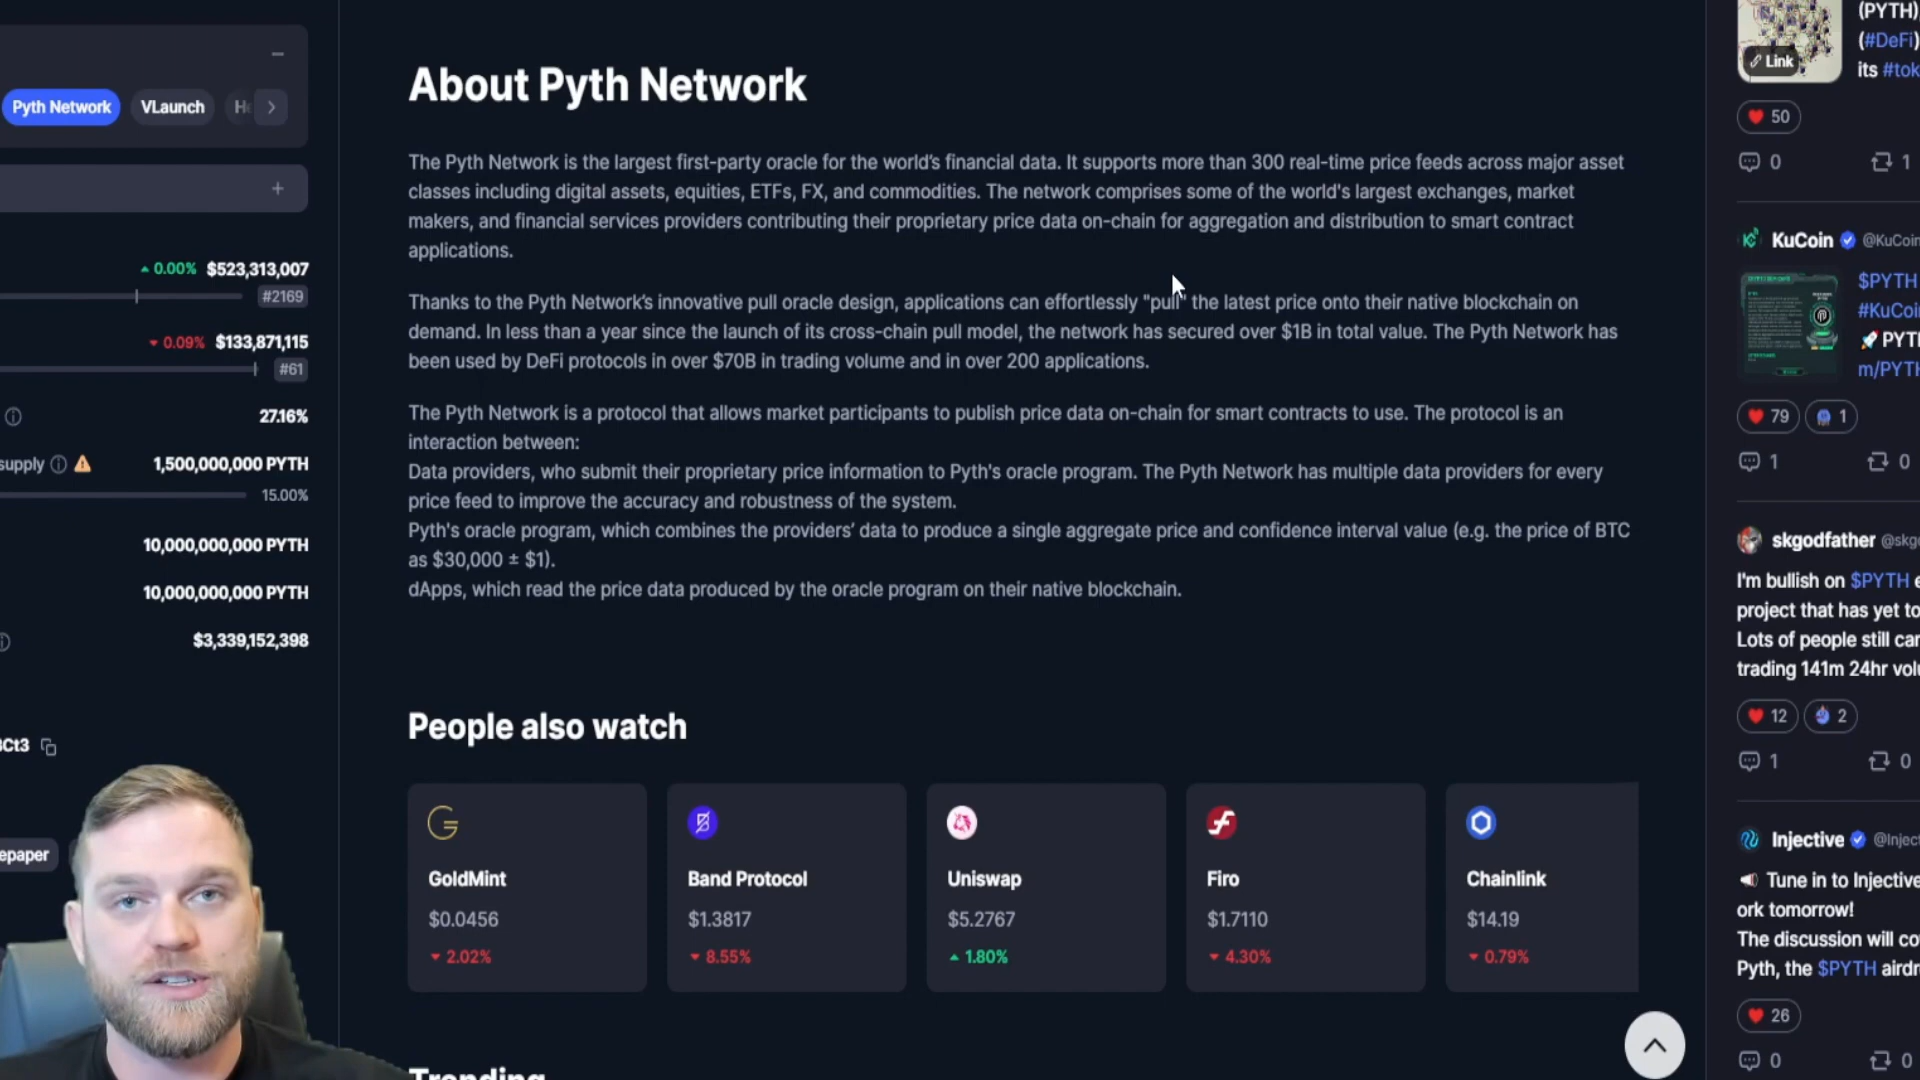 Pyth Network
VLaunch
0.00% $523,313,007
#2169
0.09% $133,871,115
#61
27.16%
supply
1,500,000,000 PYTH
15.00%
10,000,000,000 PYTH
10,000,000,000 PYTH
$3,339,152,398
Ct3
epaper
About Pyth Network
The Pyth Network is the largest first-party oracle for the world's financial data. It supports more than 300 real-time price feeds across major asset
classes including digital assets, equities, ETFs, FX, and commodities. The network comprises some of the world's largest exchanges, market
makers, and financial services providers contributing their proprietary price data on-chain for aggregation and distribution to smart contract
applications.
Thanks to the Pyth Network's innovative pull oracle design, applications can effortlessly "pull" the latest price onto their native blockchain on
demand. In less than a year since the launch of its cross-chain pull model, the network has secured over $1B in total value. The Pyth Network has
been used by DeFi protocols in over $70B in trading volume and in over 200 applications.
The Pyth Network is a protocol that allows market participants to publish price data on-chain for smart contracts to use. The protocol is an
interaction between:
Data providers, who submit their proprietary price information to Pyth's oracle program. The Pyth Network has multiple data providers for every
price feed to improve the accuracy and robustness of the system.
Pyth's oracle program, which combines the providers' data to produce a single aggregate price and confidence interval value (e.g. the price of BTC
as $30,000 ± $1).
dApps, which read the price data produced by the oracle program on their native blockchain.
People also watch
GoldMint
$0.0456
2.02%
Band Protocol
$1.3817
8.55%
Uniswap
$5.2767
1.80%
Firo
$1.7110
4.30%
Chainlink
$14.19
0.79%
Trending
(PYTH)
(#DeFi)
its #tok
Link
50
0 1
KuCoin @KuCoin
$PYTH
#KuCoi
PYTH
m/PYTH
79 1
1 0
skgodfather @skg
I'm bullish on $PYTH e
project that has yet to
Lots of people still can
trading 141m 24hr vol
12 2
1 0
Injective @Inject
Tune in to Injective
ork tomorrow!
The discussion will co
Pyth, the $PYTH airdr
26
0 0